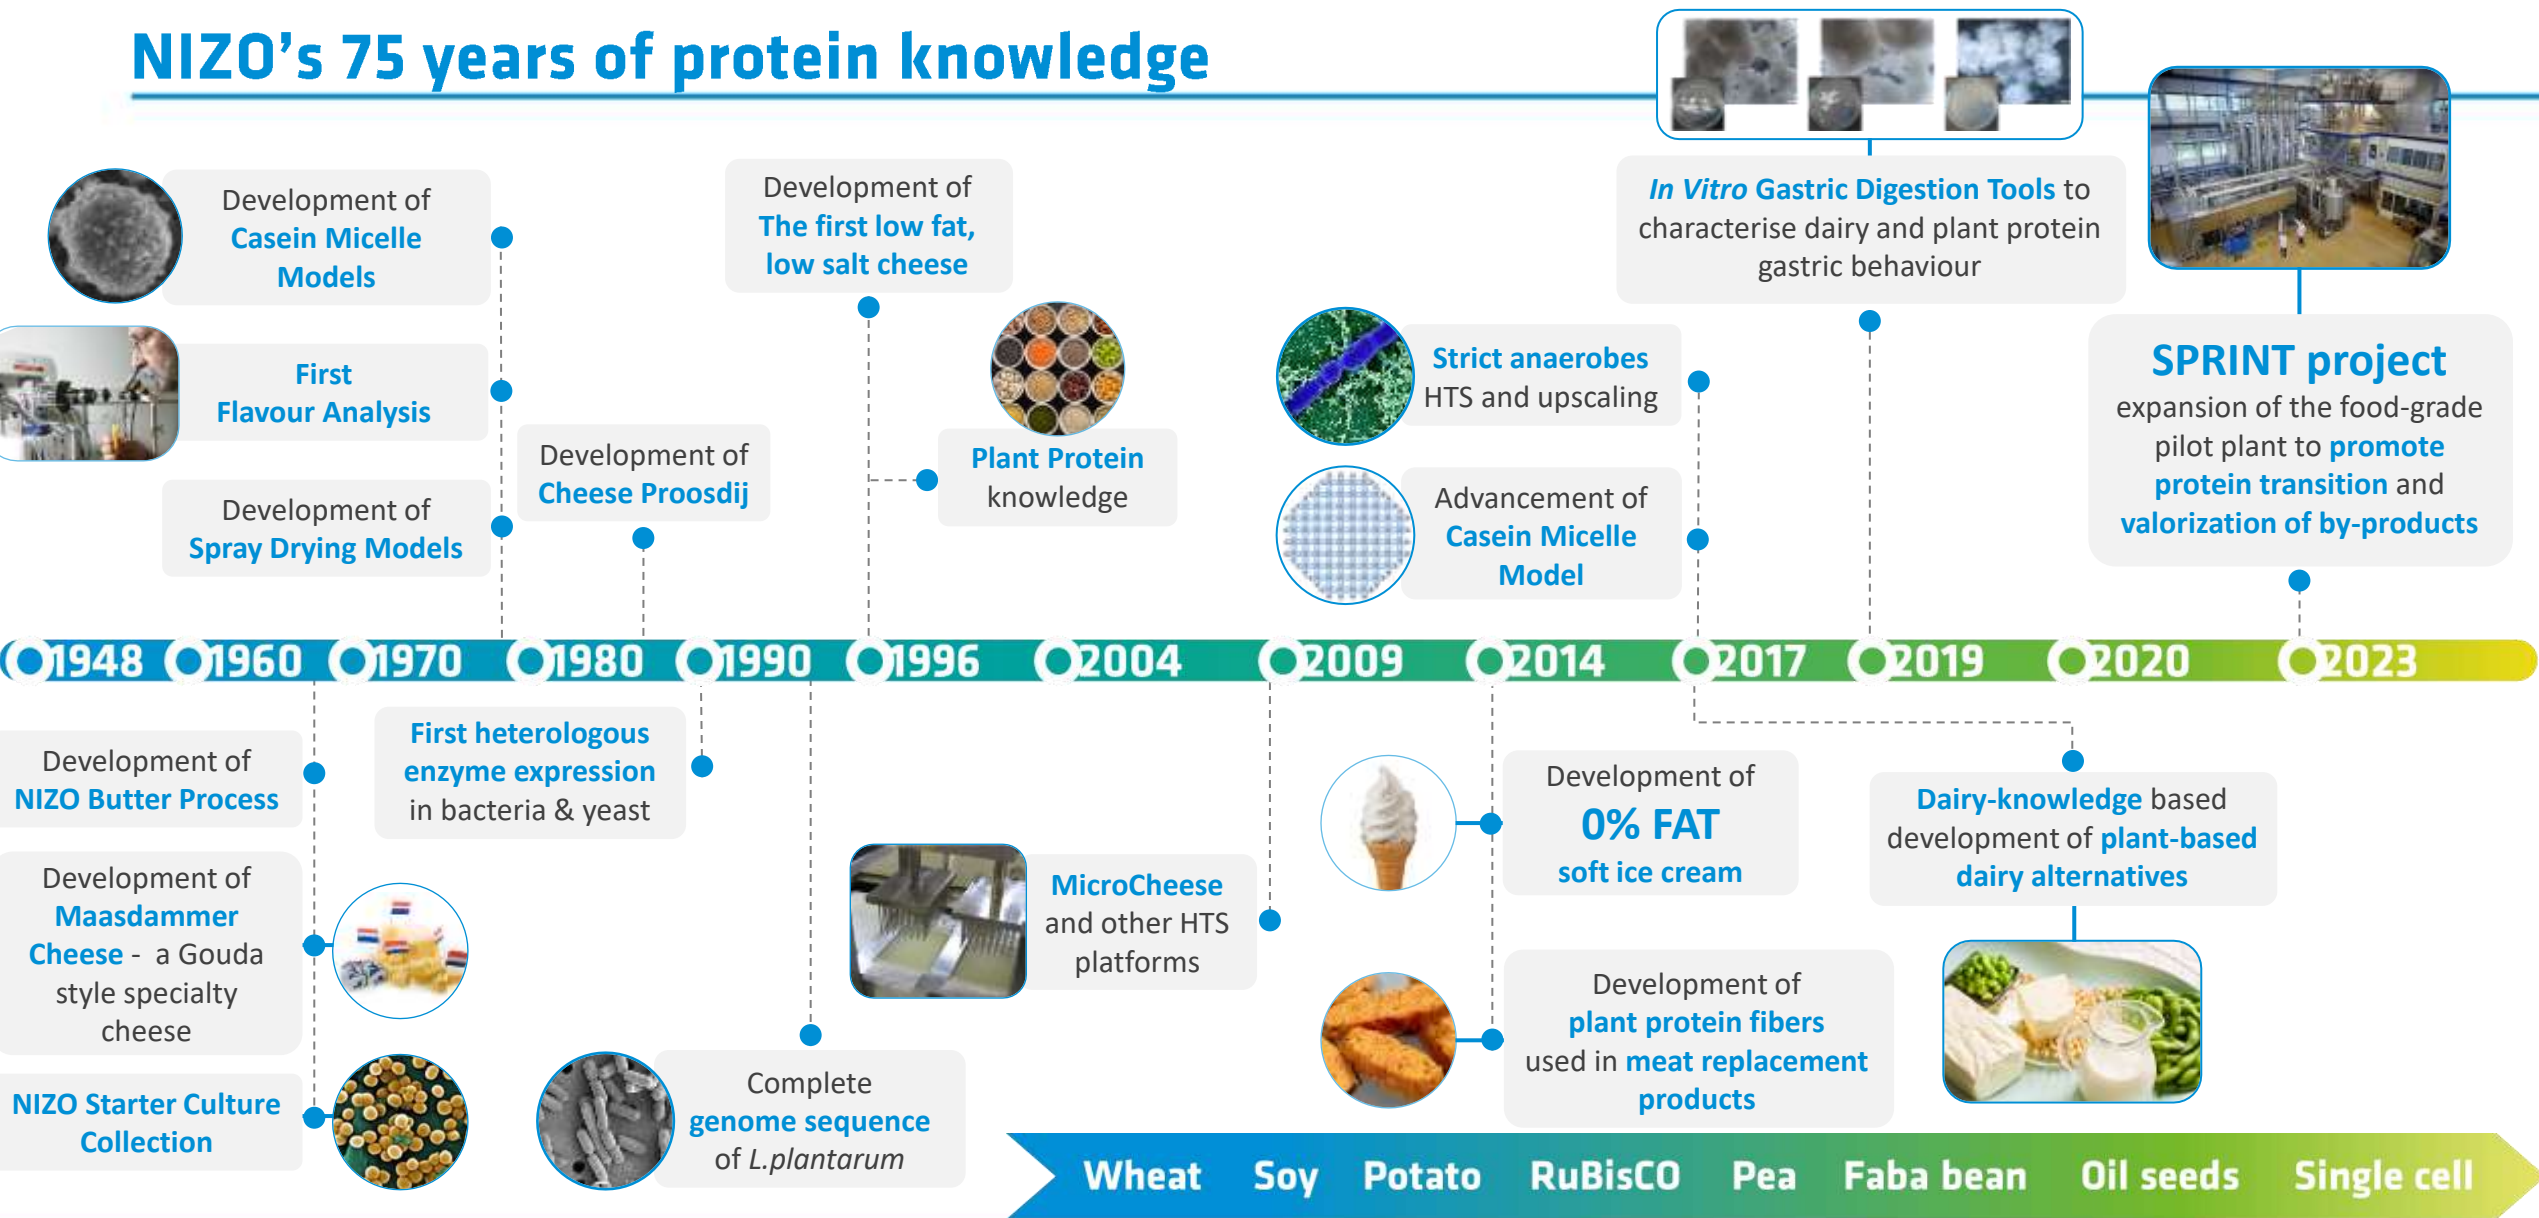 NIZO's 75 years of protein knowledge
Development of
Casein Micelle
Models
First
Flavour Analysis
Development of
Spray Drying Models
Development of
Cheese Proosdij
Development of
The first low fat,
low salt cheese
Plant Protein
knowledge
Strict anaerobes
HTS and upscaling
Advancement of
Casein Micelle
Model
In Vitro Gastric Digestion Tools to
characterise dairy and plant protein
gastric behaviour
SPRINT project
expansion of the food-grade
pilot plant to promote
protein transition and
valorization of by-products
1948 1960 1970 1980 1990 1996 2004 2009 2014 2017 2019 2020 2023
Development of
NIZO Butter Process
Development of
Maasdammer
Cheese - a Gouda
style specialty
cheese
NIZO Starter Culture
Collection
First heterologous
enzyme expression
in bacteria & yeast
Complete
genome sequence
of L.plantarum
MicroCheese
and other HTS
platforms
Development of
0% FAT
soft ice cream
Development of
plant protein fibers
used in meat replacement
products
Dairy-knowledge based
development of plant-based
dairy alternatives
Wheat Soy Potato RuBisCO Pea Faba bean Oil seeds Single cell